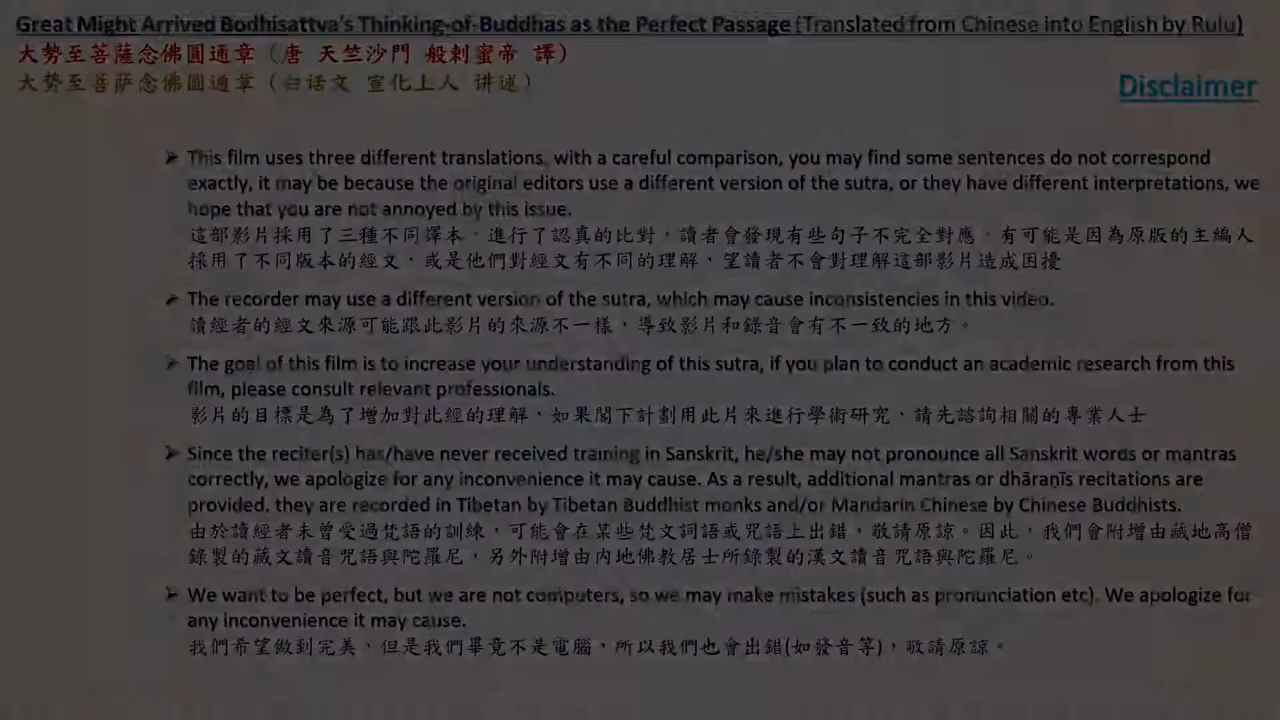 Great Might Arrived Bodhisattva's Thinking-of-Buddhas as the Perfect Passage (Translated from Chinese into English by Rulu)
大勢至菩薩念佛圓通章（唐 天竺沙門 般剌蜜帝 譯）
大势至菩萨念佛圓通章（白话文 宣化上人 讲述）
Disclaimer
➢ This film uses three different translations, with a careful comparison, you may find some sentences do not correspond
exactly, it may be because the original editors use a different version of the sutra, or they have different interpretations, we
hope that you are not annoyed by this issue.
這部影片採用了三種不同譯本，進行了認真的比對，讀者會發現有些句子不完全對應，有可能是因為原版的主編人
採用了不同版本的經文，或是他們對經文有不同的理解，望讀者不會對理解這部影片造成困擾
➢ The recorder may use a different version of the sutra, which may cause inconsistencies in this video.
讀經者的經文來源可能跟此影片的來源不一樣，導致影片和錄音會有不一致的地方。
➢ The goal of this film is to increase your understanding of this sutra, if you plan to conduct an academic research from this
film, please consult relevant professionals.
影片的目標是為了增加對此經的理解，如果閣下計劃用此片來進行學術研究，請先諮詢相關的專業人士
➢ Since the reciter(s) has/have never received training in Sanskrit, he/she may not pronounce all Sanskrit words or mantras
correctly, we apologize for any inconvenience it may cause. As a result, additional mantras or dhāraṇīs recitations are
provided, they are recorded in Tibetan by Tibetan Buddhist monks and/or Mandarin Chinese by Chinese Buddhists.
由於讀經者未曾受過梵語的訓練，可能會在某些梵文詞語或咒語上出錯，敬請原諒。因此，我們會附增由藏地高僧
錄製的藏文讀音咒語與陀羅尼，另外附增由內地佛教居士所錄製的漢文讀音咒語與陀羅尼。
➢ We want to be perfect, but we are not computers, so we may make mistakes (such as pronunciation etc). We apologize for
any inconvenience it may cause.
我們希望做到完美，但是我們畢竟不是電腦，所以我們也會出錯(如發音等)，敬請原諒。